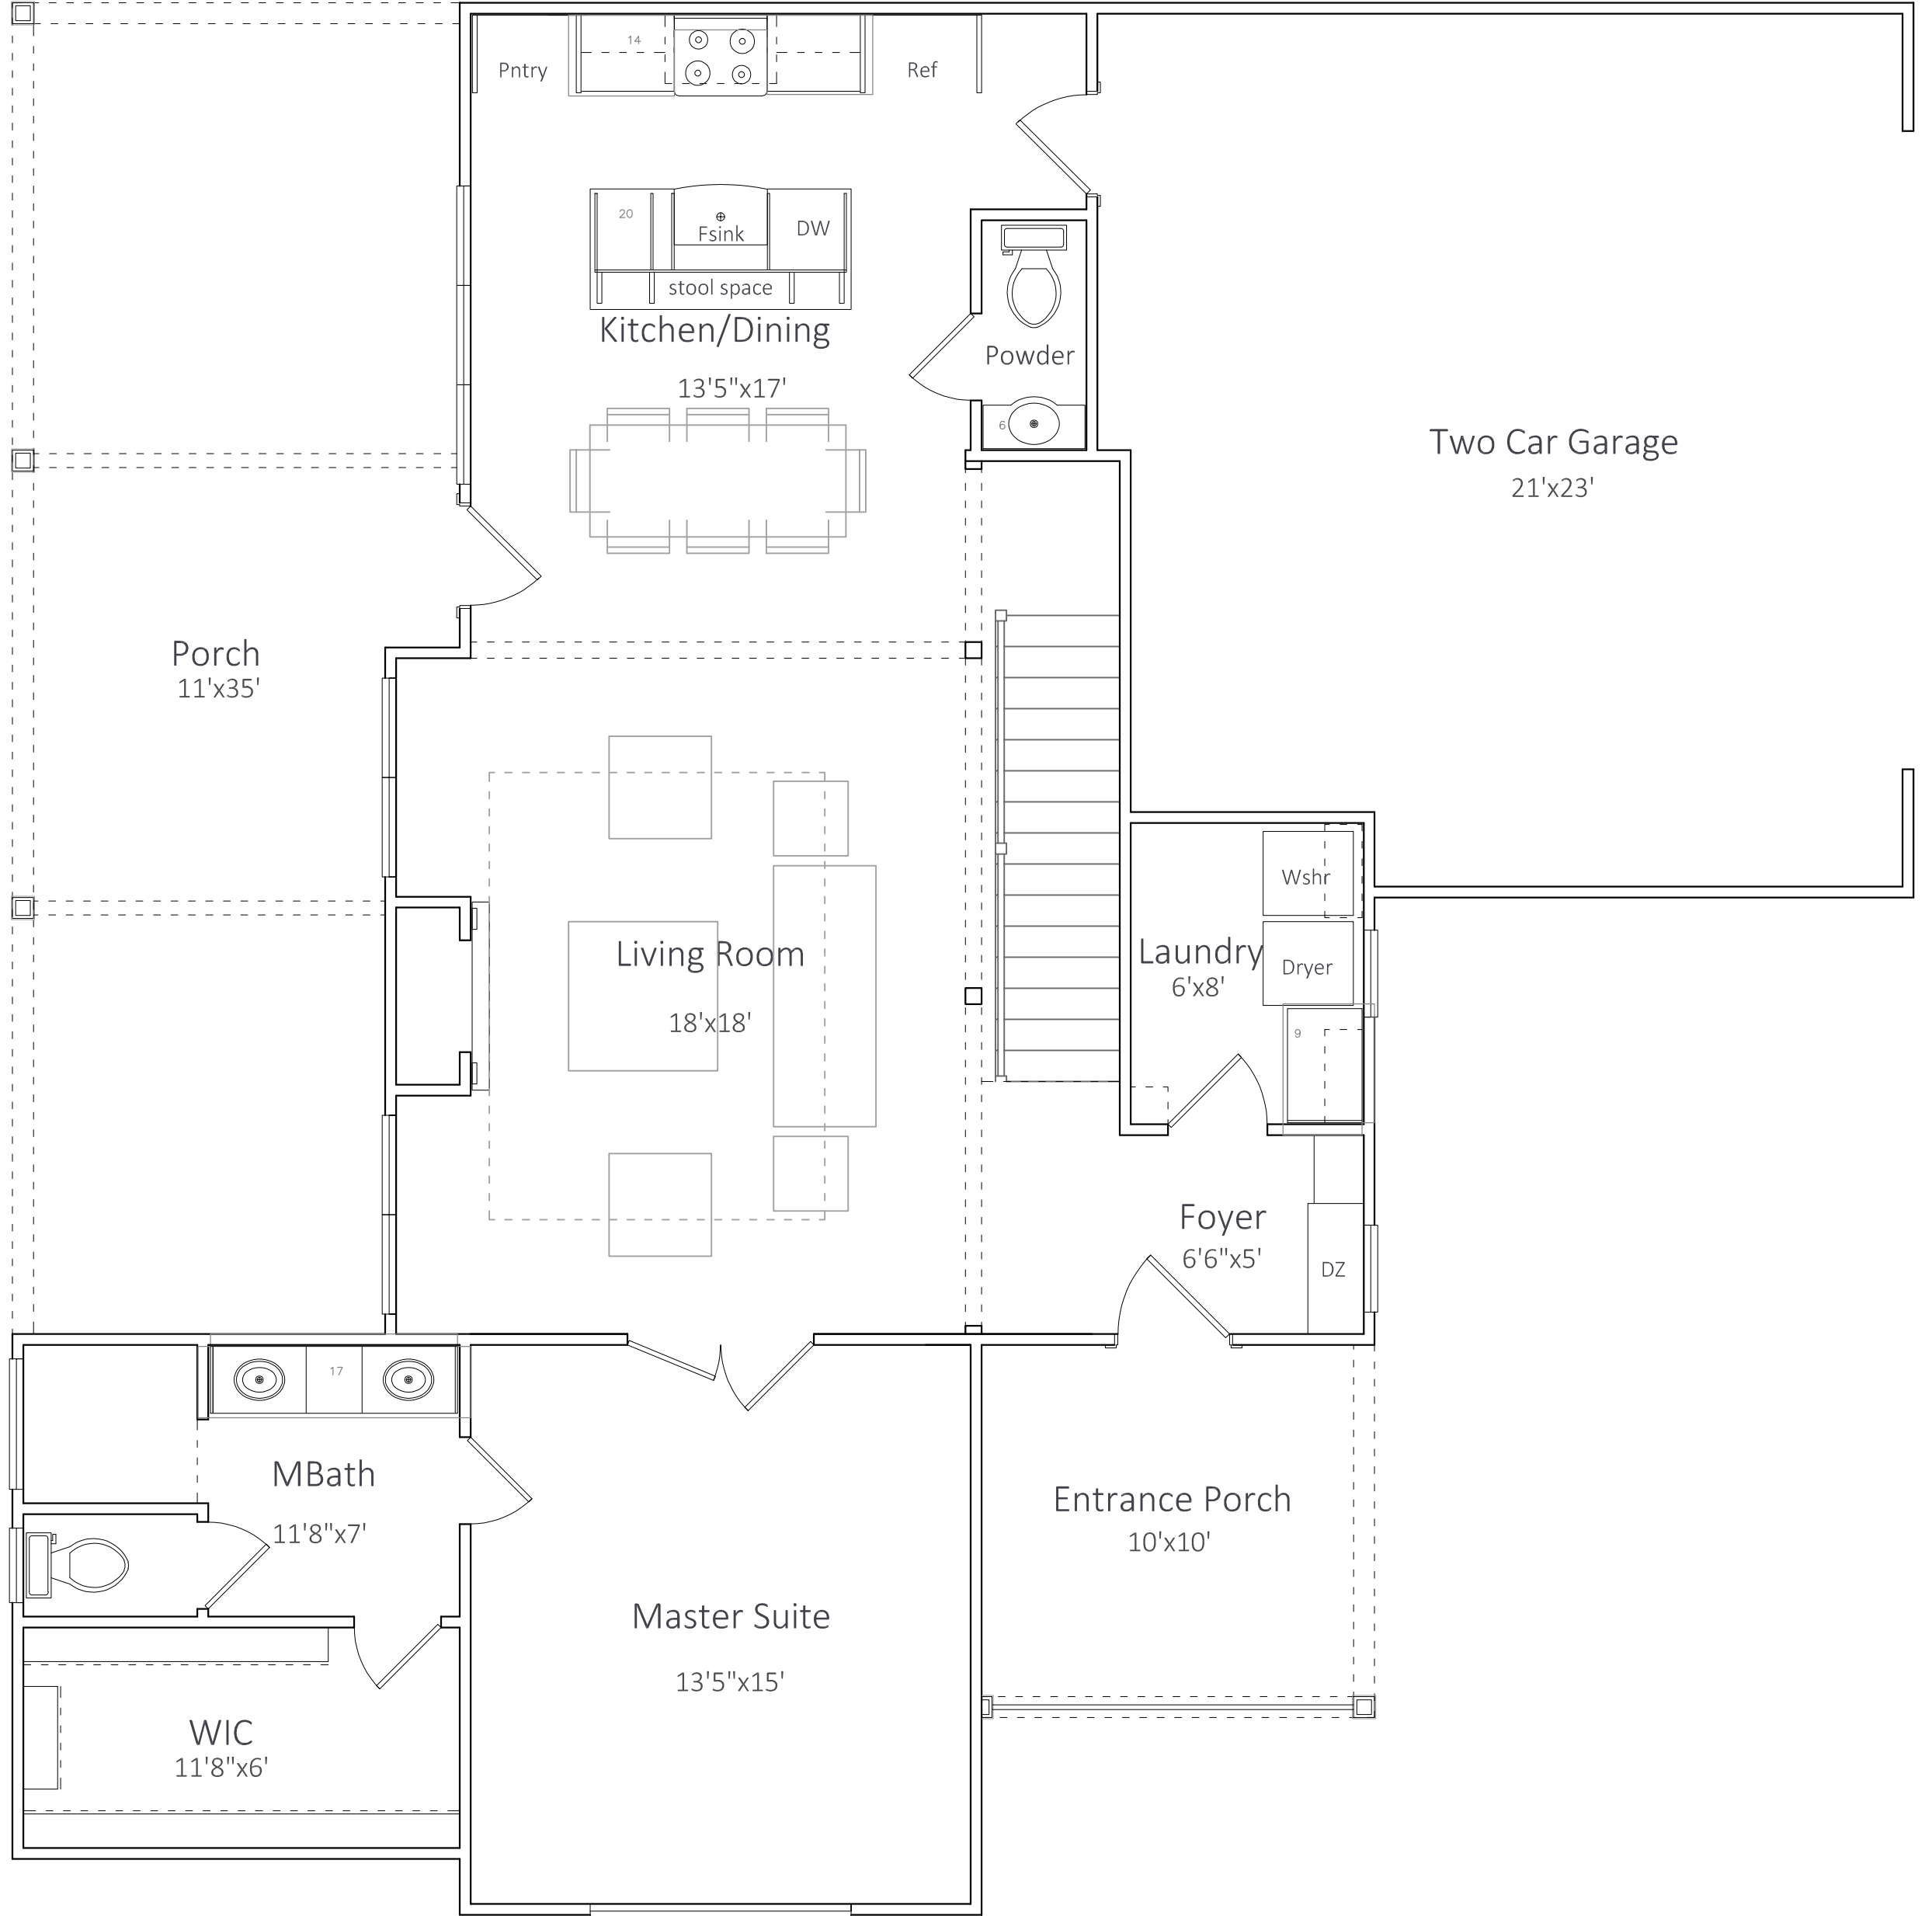 14
Pntry
Ref
20
Fsink
DW
stool space
Kitchen/Dining
13'5"x17'
Powder
6
Two Car Garage
21'x23'
Porch
11'x35'
Wshr
Living Room
18'x18'
Laundry
6'x8'
Dryer
9
Foyer
6'6"x5'
DZ
17
MBath
11'8"x7'
Entrance Porch
10'x10'
Master Suite
13'5"x15'
WIC
11'8"x6'